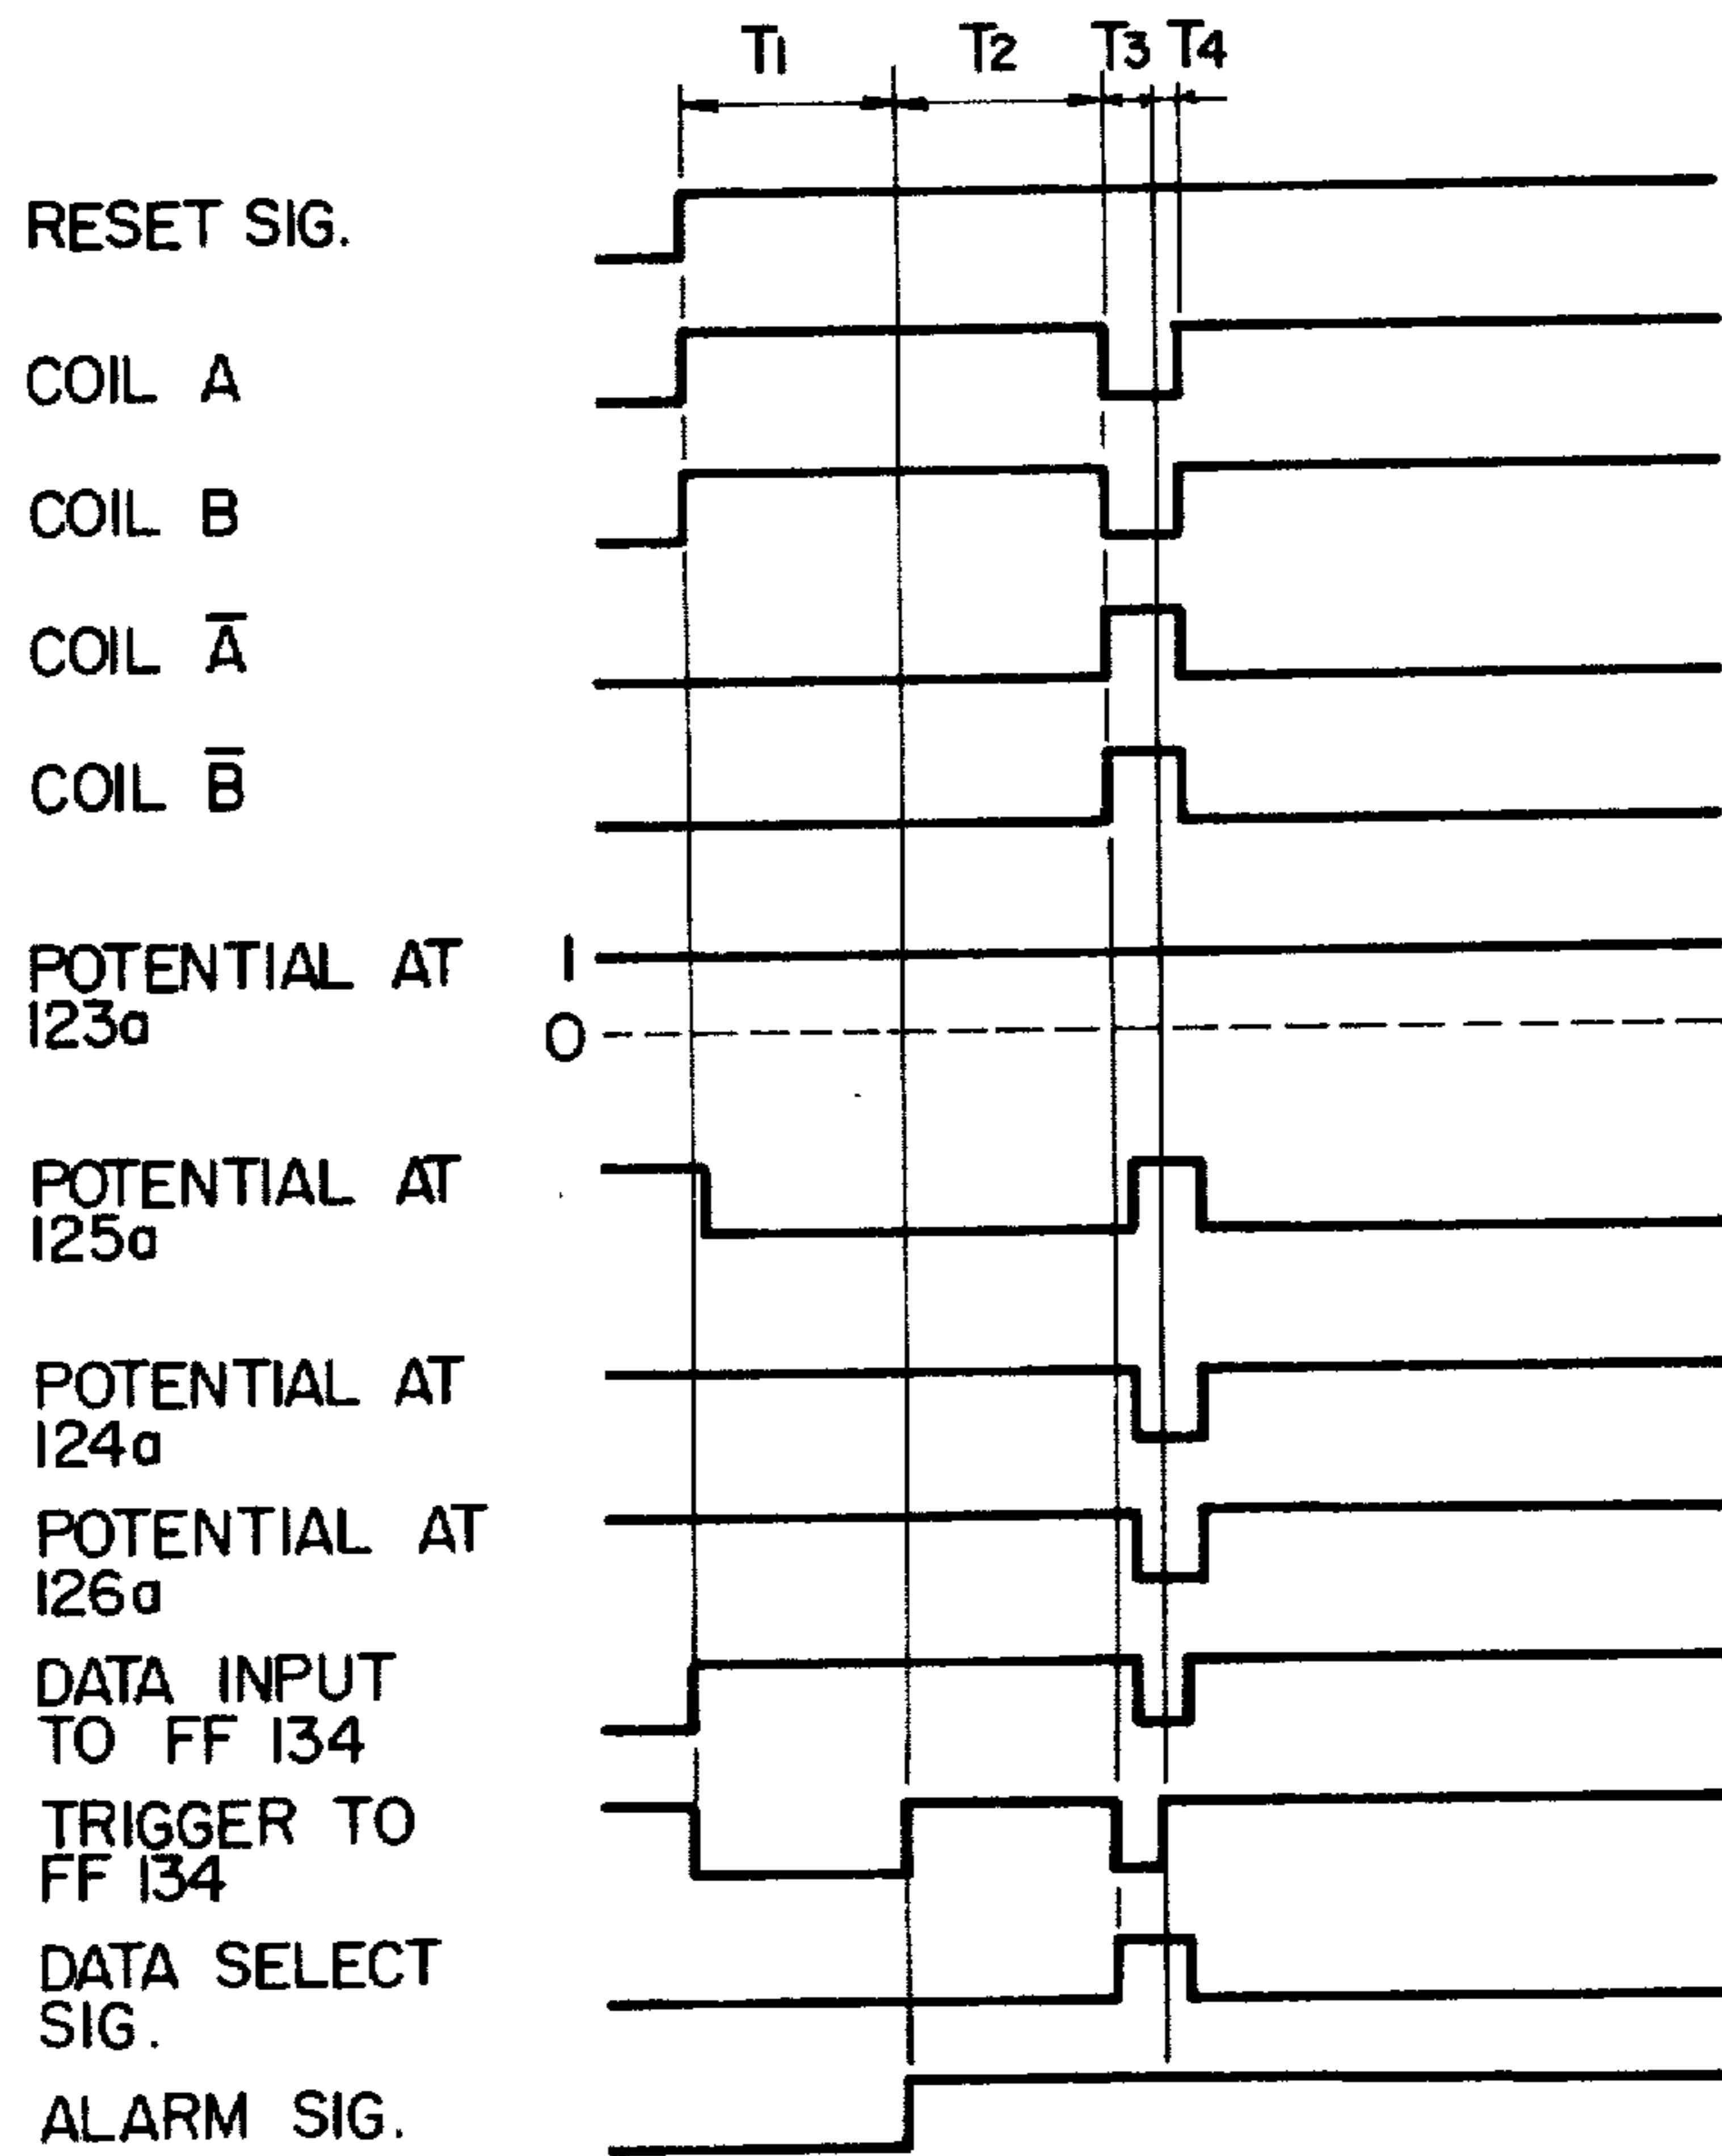 T1 T2 T3 T4
RESET SIG.
COIL A
COIL B
COIL A̅
COIL B̅
POTENTIAL AT 1
123a
0
POTENTIAL AT
125a
POTENTIAL AT
124a
POTENTIAL AT
126a
DATA INPUT
TO FF 134
TRIGGER TO
FF 134
DATA SELECT
SIG.
ALARM SIG.